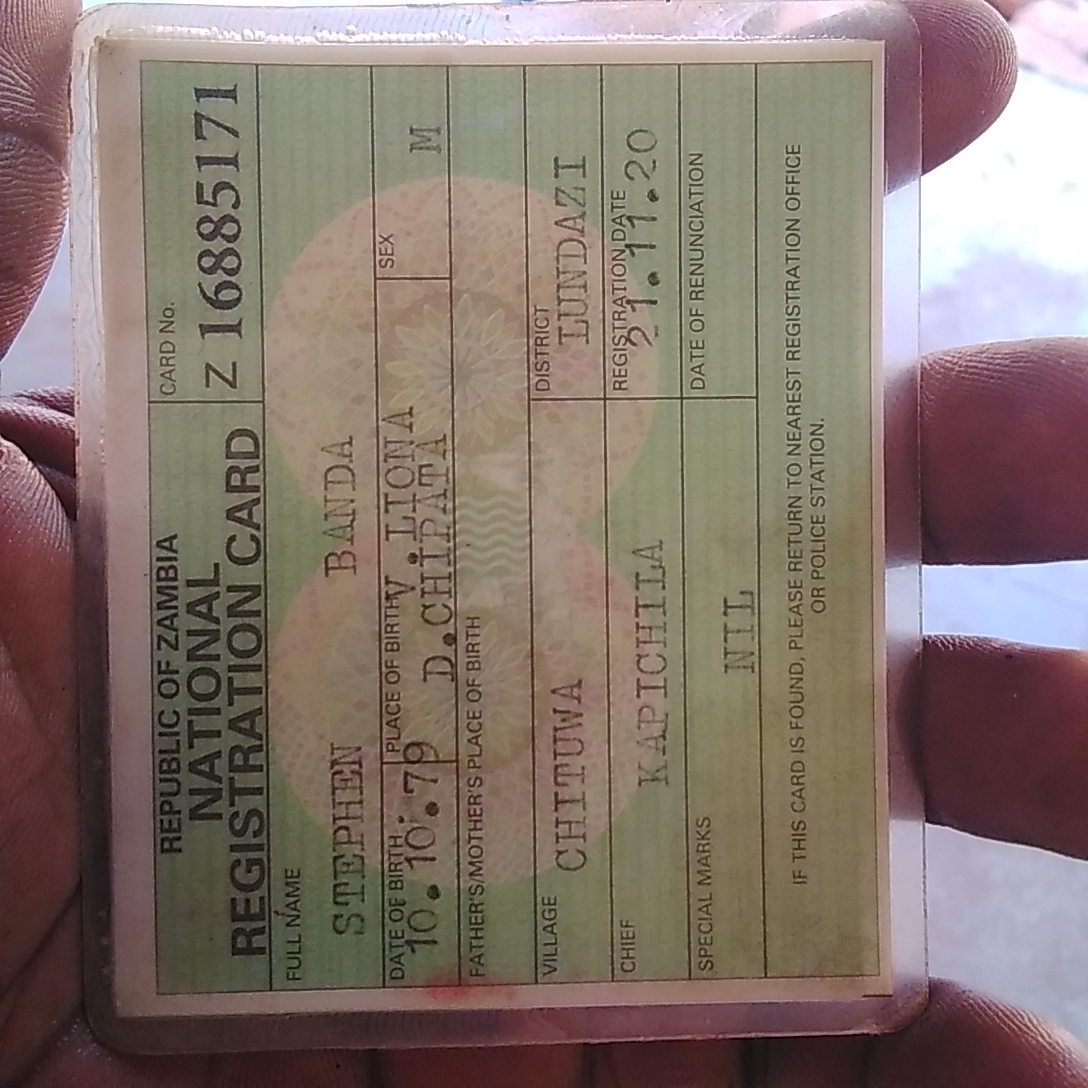 REPUBLIC OF ZAMBIA
NATIONAL
REGISTRATION CARD
CARD No.
Z 16885171
FULL NAME
STEPHEN BANDA
DATE OF BIRTH
10.10.79
PLACE OF BIRTH
V.LIONA
D.CHIPATA
SEX
M
FATHER'S/MOTHER'S PLACE OF BIRTH
VILLAGE
CHITUWA
DISTRICT
LUNDAZI
CHIEF
KAPICHILA
REGISTRATION DATE
21.11.20
SPECIAL MARKS
NIL
DATE OF RENUNCIATION
IF THIS CARD IS FOUND, PLEASE RETURN TO NEAREST REGISTRATION OFFICE
OR POLICE STATION.